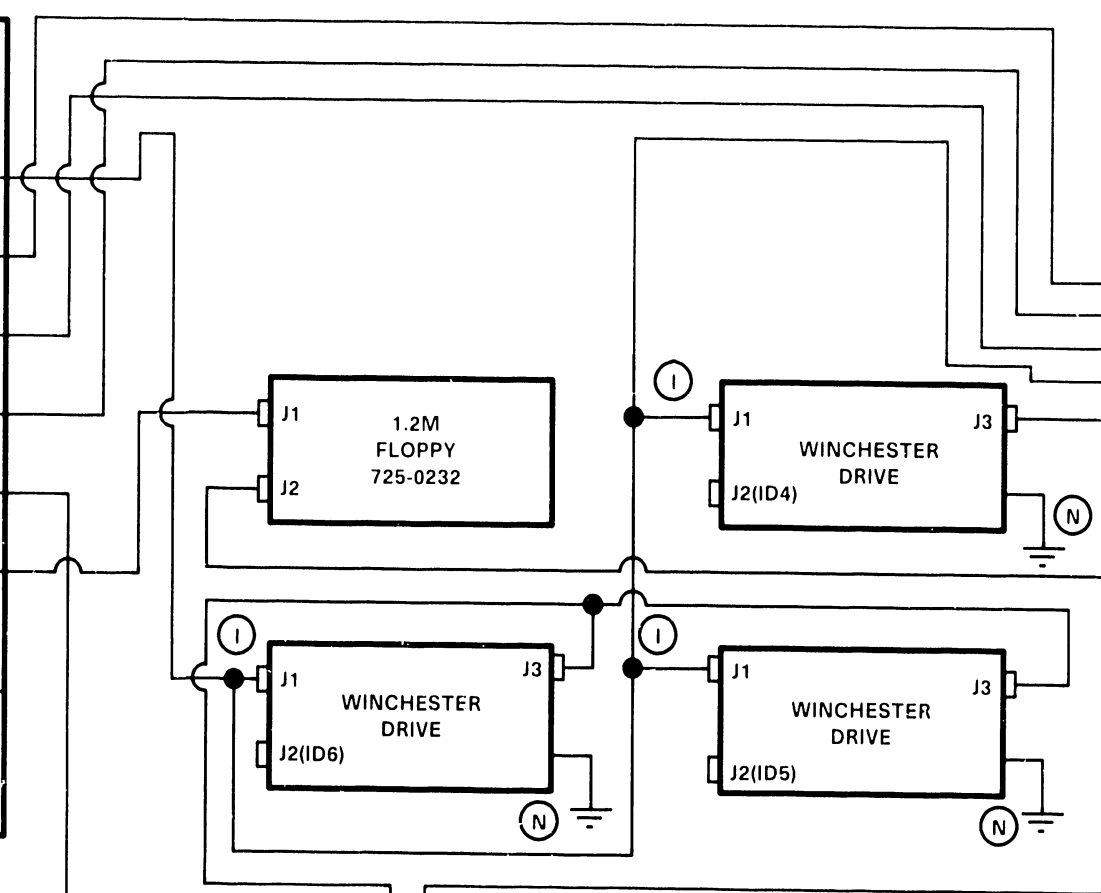 I
J1
1.2M
FLOPPY
725-0232
J2
J1
J3
WINCHESTER
DRIVE
J2(ID4)
N
I
I
J1
J3
WINCHESTER
DRIVE
J2(ID6)
N
J1
J3
WINCHESTER
DRIVE
J2(ID5)
N